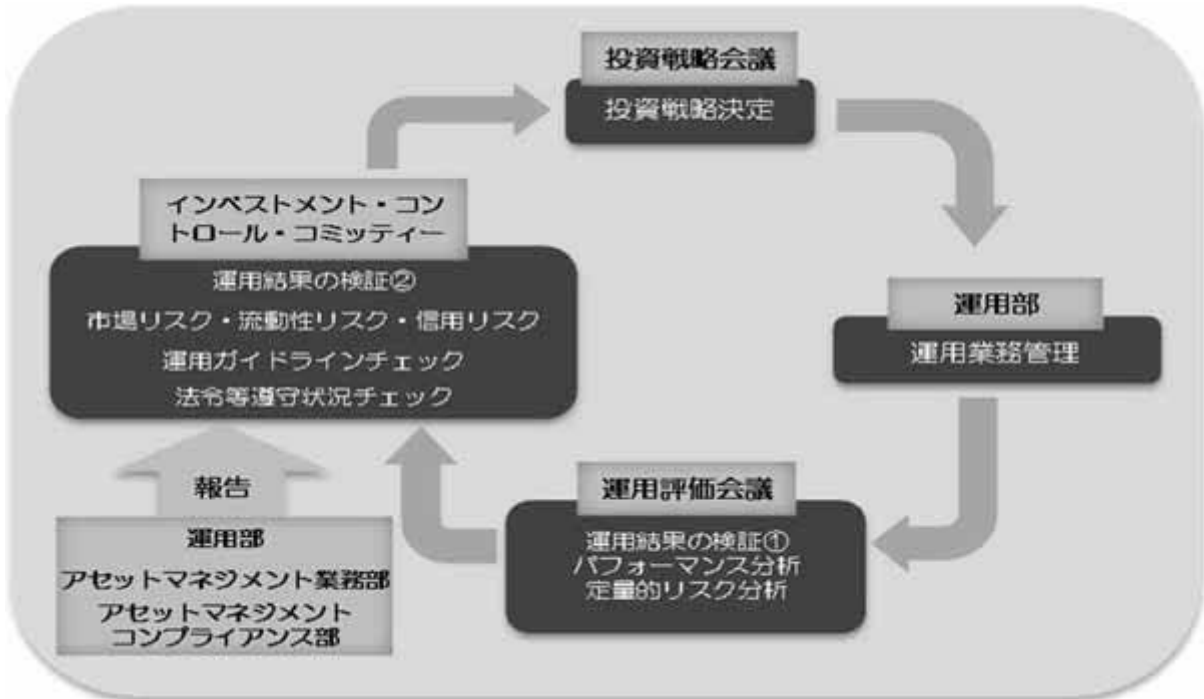 投資戦略会議
投資戦略決定
インベストメント・コン
トロール・コミッティー
運用結果の検証②
市場リスク・流動性リスク・信用リスク
運用ガイドラインチェック
法令等遵守状況チェック
運用部
運用業務管理
運用評価会議
運用結果の検証①
パフォーマンス分析
定量的リスク分析
報告
運用部
アセットマネジメント業務部
アセットマネジメント
コンプライアンス部